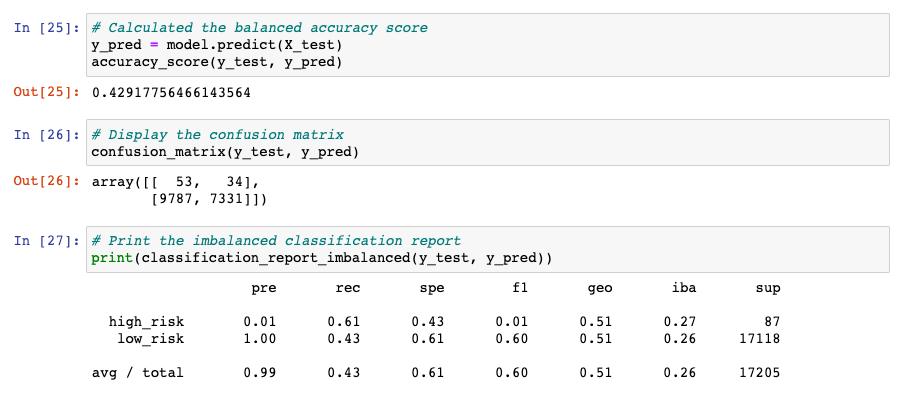 In [25]: # Calculated the balanced accuracy score
y_pred = model.predict(X_test)
accuracy_score(y_test, y_pred)
Out[25]: 0.42917756466143564
In [26]: # Display the confusion matrix
confusion_matrix(y_test, y_pred)
Out[26]: array([[  53,   34],
       [9787, 7331]])
In [27]: # Print the imbalanced classification report
print(classification_report_imbalanced(y_test, y_pred))
pre rec spe f1 geo iba sup
high_risk 0.01 0.61 0.43 0.01 0.51 0.27 87
low_risk 1.00 0.43 0.61 0.60 0.51 0.26 17118
avg / total 0.99 0.43 0.61 0.60 0.51 0.26 17205